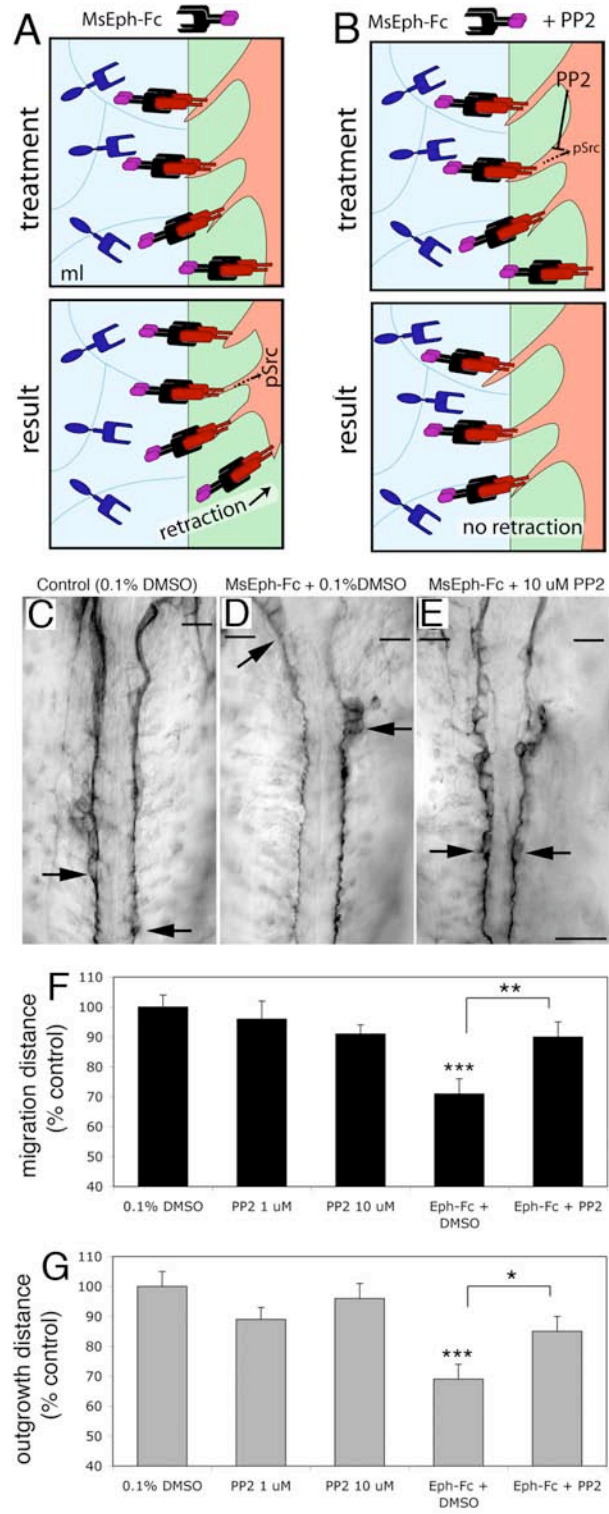 A
MsEph-Fc
B
MsEph-Fc
+ PP2
treatment
ml
treatment
PP2
pSrc
result
pSrc
retraction
result
no retraction
Control (0.1% DMSO)
MsEph-Fc + 0.1%DMSO
MsEph-Fc + 10 uM PP2
C
D
E
F
migration distance
(% control)
110
100
90
80
70
60
50
40
***
**
0.1% DMSO
PP2 1 uM
PP2 10 uM
Eph-Fc +
DMSO
Eph-Fc + PP2
G
outgrowth distance
(% control)
110
100
90
80
70
60
50
40
***
*
0.1% DMSO
PP2 1 uM
PP2 10 uM
Eph-Fc +
DMSO
Eph-Fc + PP2